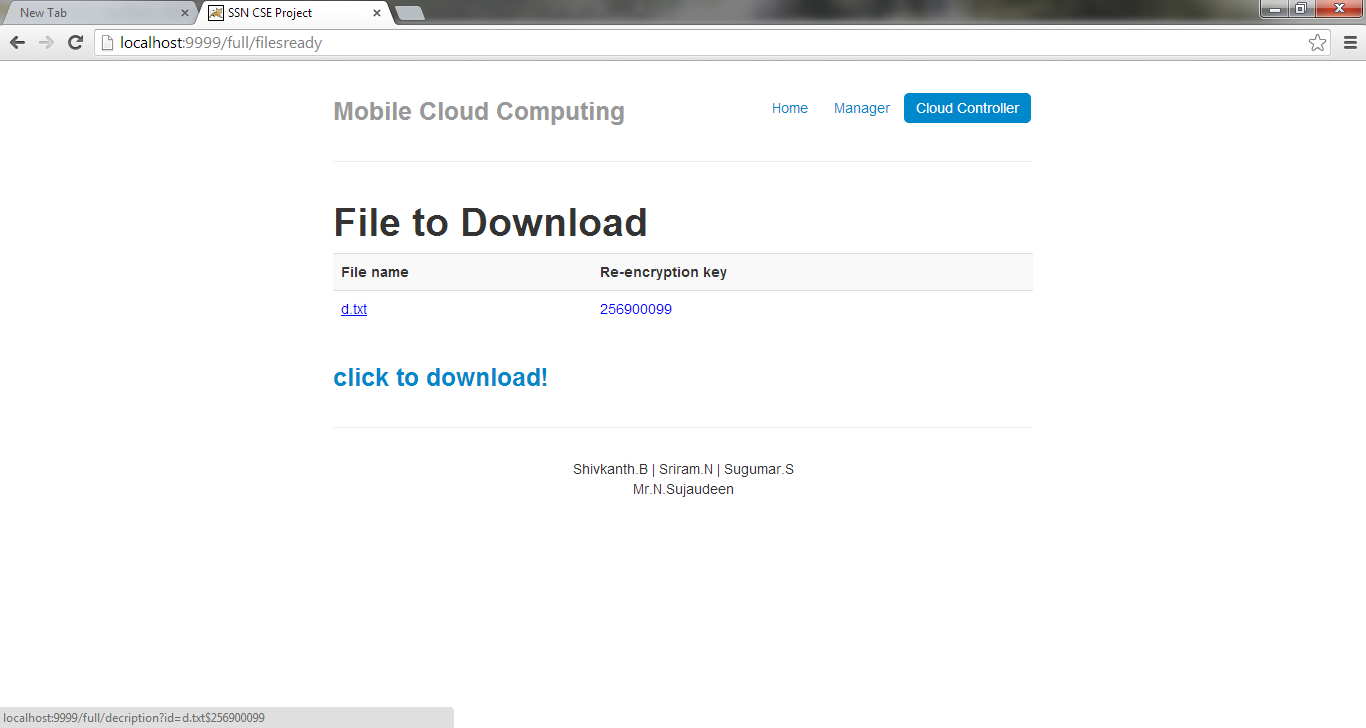 New Tab
SSN CSE Project
localhost:9999/full/filesready
Mobile Cloud Computing
Home Manager Cloud Controller
File to Download
File name Re-encryption key
d.txt 256900099
click to download!
Shivkanth.B | Sriram.N | Sugumar.S
Mr.N.Sujaudeen
localhost:9999/full/decription?id=d.txt$256900099